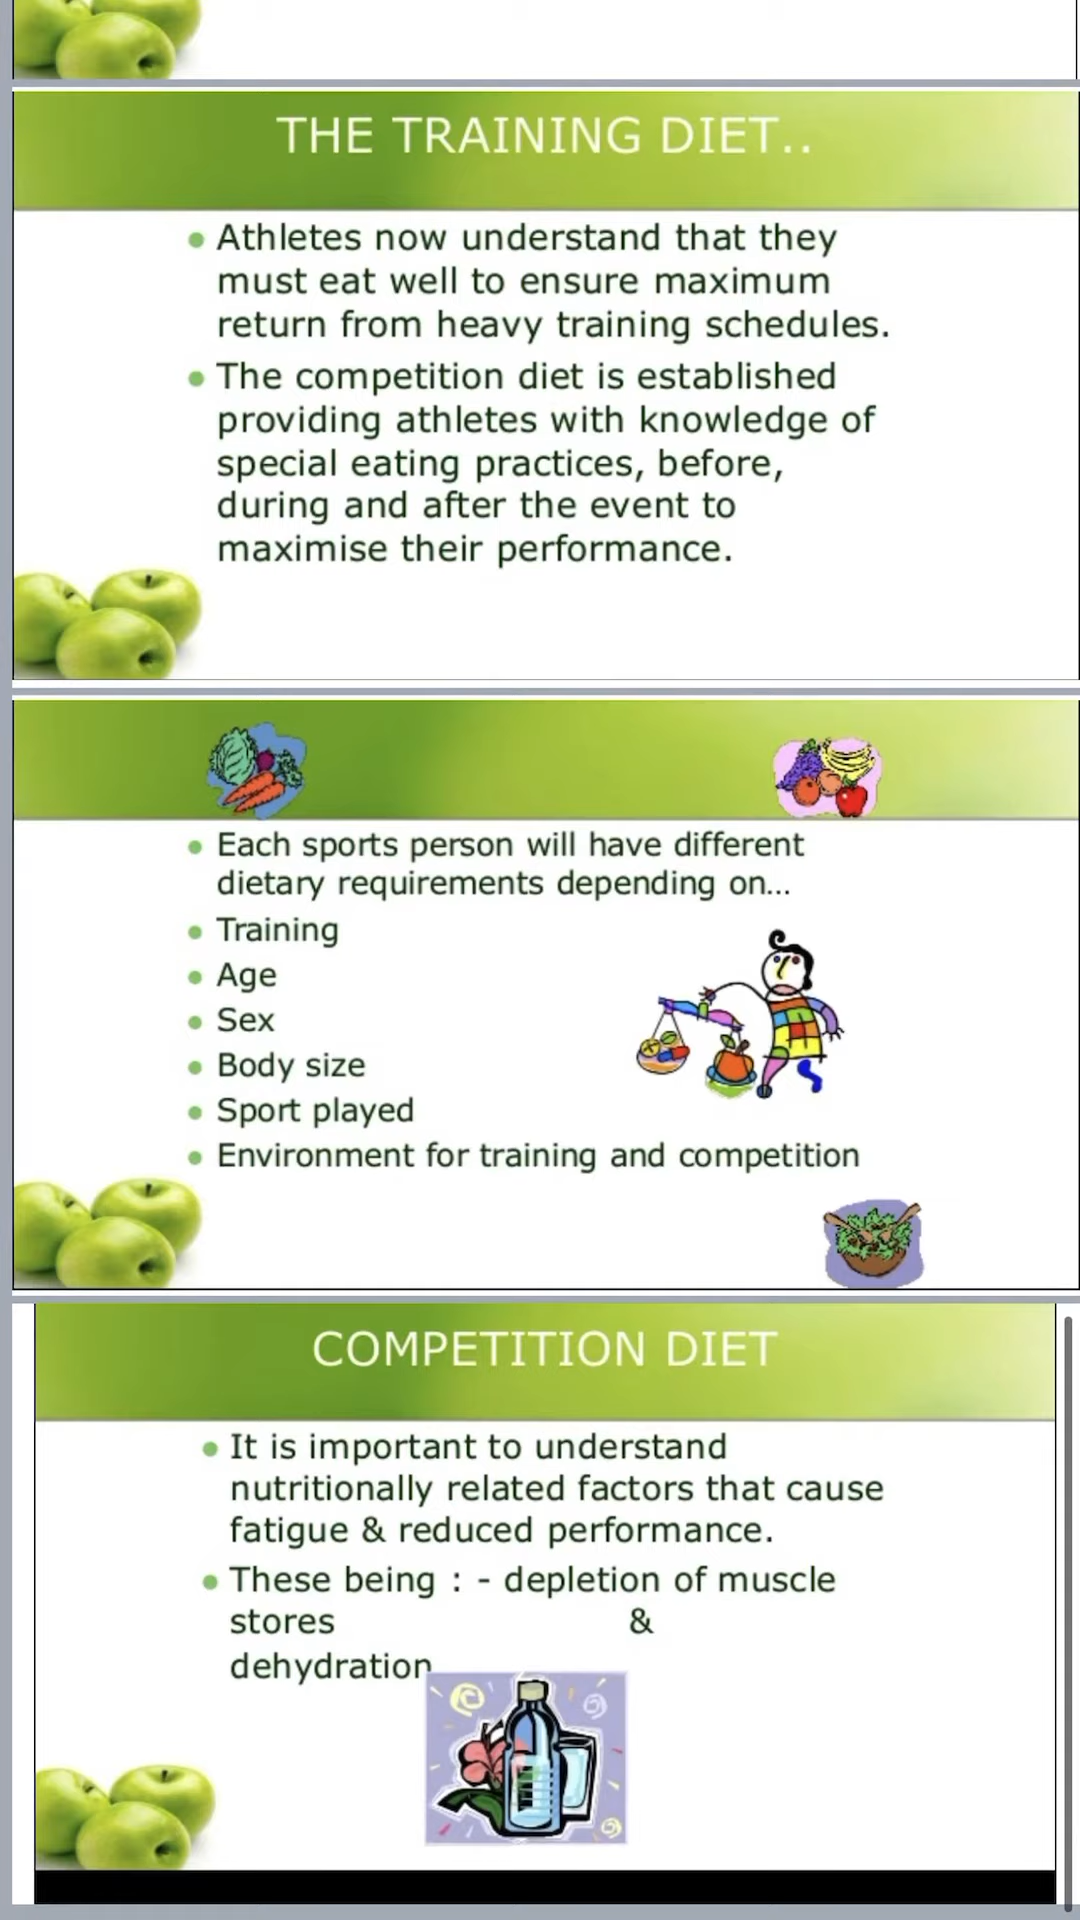 THE TRAINING DIET..
Athletes now understand that they
must eat well to ensure maximum
return from heavy training schedules.
The competition diet is established
providing athletes with knowledge of
special eating practices, before,
during and after the event to
maximise their performance.
Each sports person will have different
dietary requirements depending on...
Training
Age
Sex
Body size
Sport played
Environment for training and competition
COMPETITION DIET
It is important to understand
nutritionally related factors that cause
fatigue & reduced performance.
These being : - depletion of muscle
stores &
dehydration